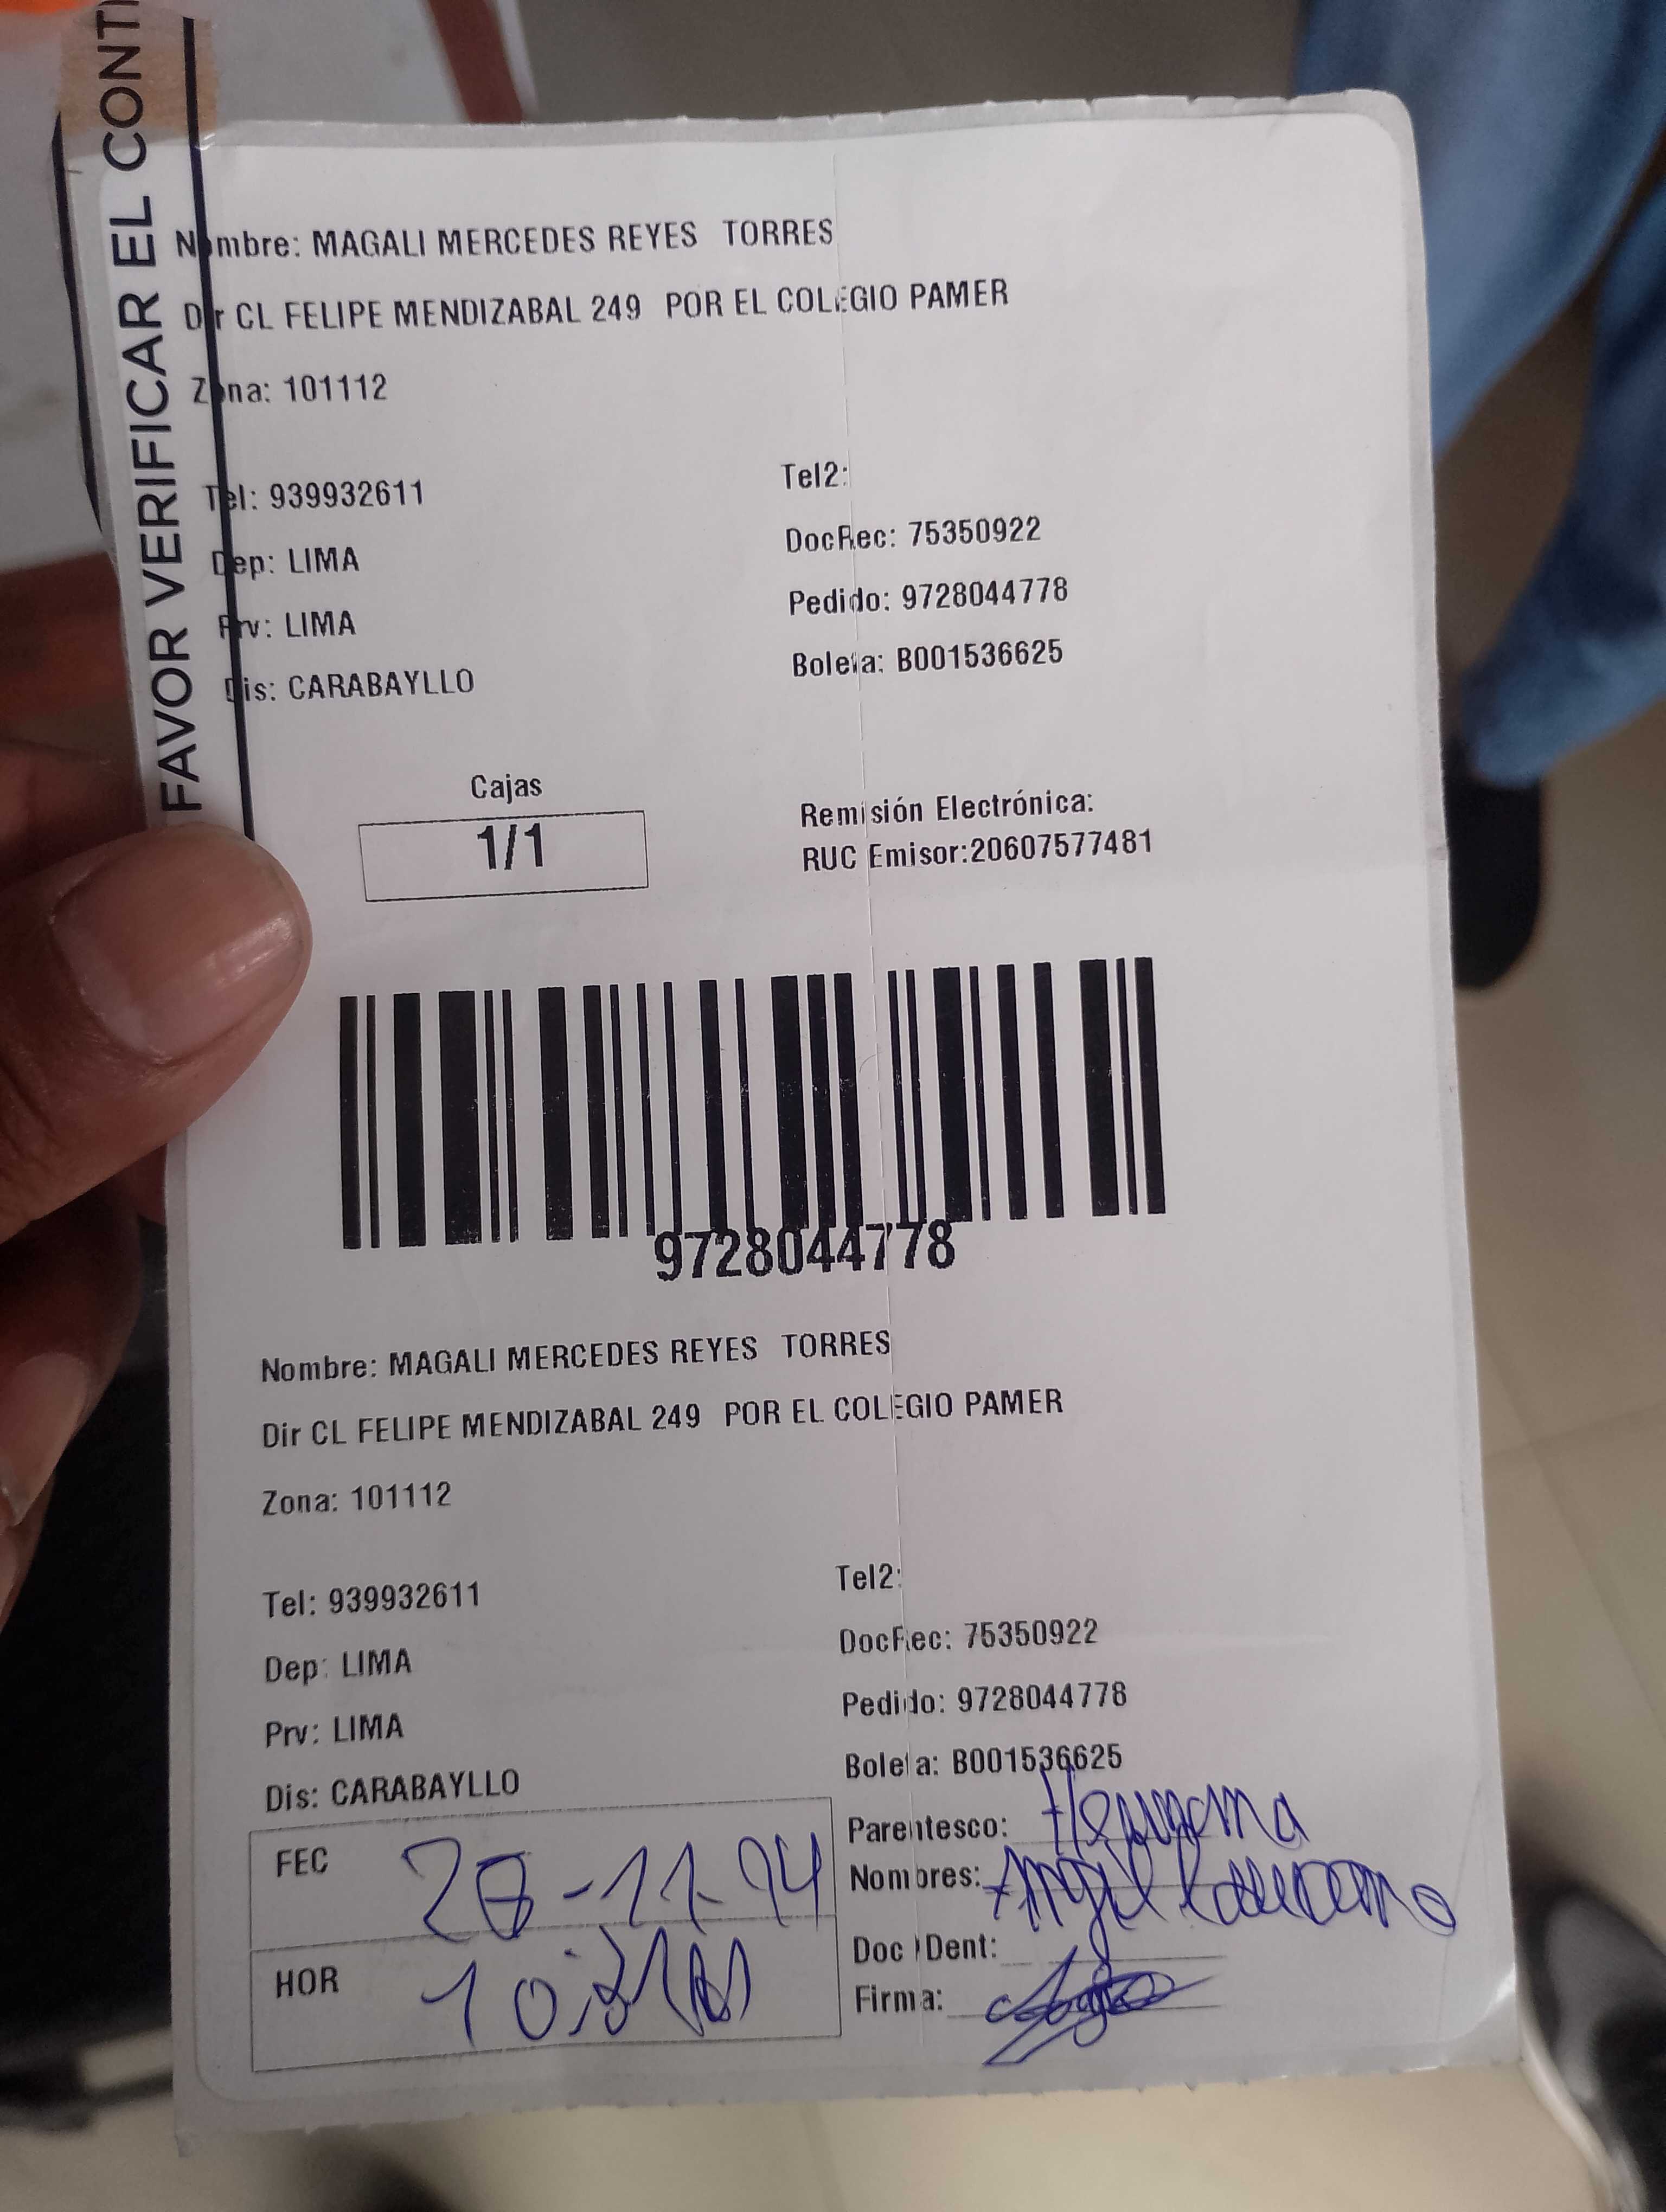 FAVOR VERIFICAR EL CONTI
Nombre: MAGALI MERCEDES REYES TORRES
Dir CL FELIPE MENDIZABAL 249 POR EL COLEGIO PAMER
Zona: 101112
Tel: 939932611 Tel2:
Dep: LIMA DocRec: 75350922
Prv: LIMA Pedido: 9728044778
Dis: CARABAYLLO Boleta: B001536625
Cajas
1/1
Remisión Electrónica:
RUC Emisor:20607577481
9728044778
Nombre: MAGALI MERCEDES REYES TORRES
Dir CL FELIPE MENDIZABAL 249 POR EL COLEGIO PAMER
Zona: 101112
Tel: 939932611 Tel2:
Dep: LIMA DocRec: 75350922
Prv: LIMA Pedido: 9728044778
Dis: CARABAYLLO Boleta: B001536625
FEC
HOR
Parentesco: Hermana
Nombres:
Doc Dent:
Firma: